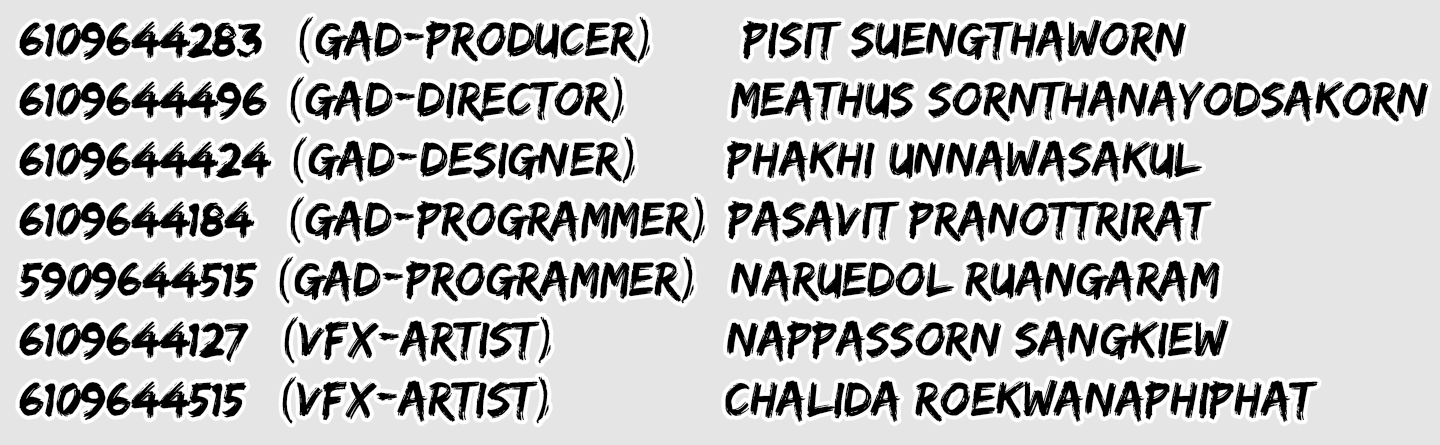 6109644283 (GAD-PRODUCER) PISIT SUENGTHAWORN
6109644496 (GAD-DIRECTOR) MEATHUS SORNTHANAYODSAKORN
6109644424 (GAD-DESIGNER) PHAKHI UNNAWASAKUL
6109644184 (GAD-PROGRAMMER) PASAVIT PRANOTTRIRAT
5909644515 (GAD-PROGRAMMER) NARUEDOL RUANGARAM
6109644127 (VFX-ARTIST) NAPPASSORN SANGKIEW
6109644515 (VFX-ARTIST) CHALIDA ROEKWANAPHIPHAT